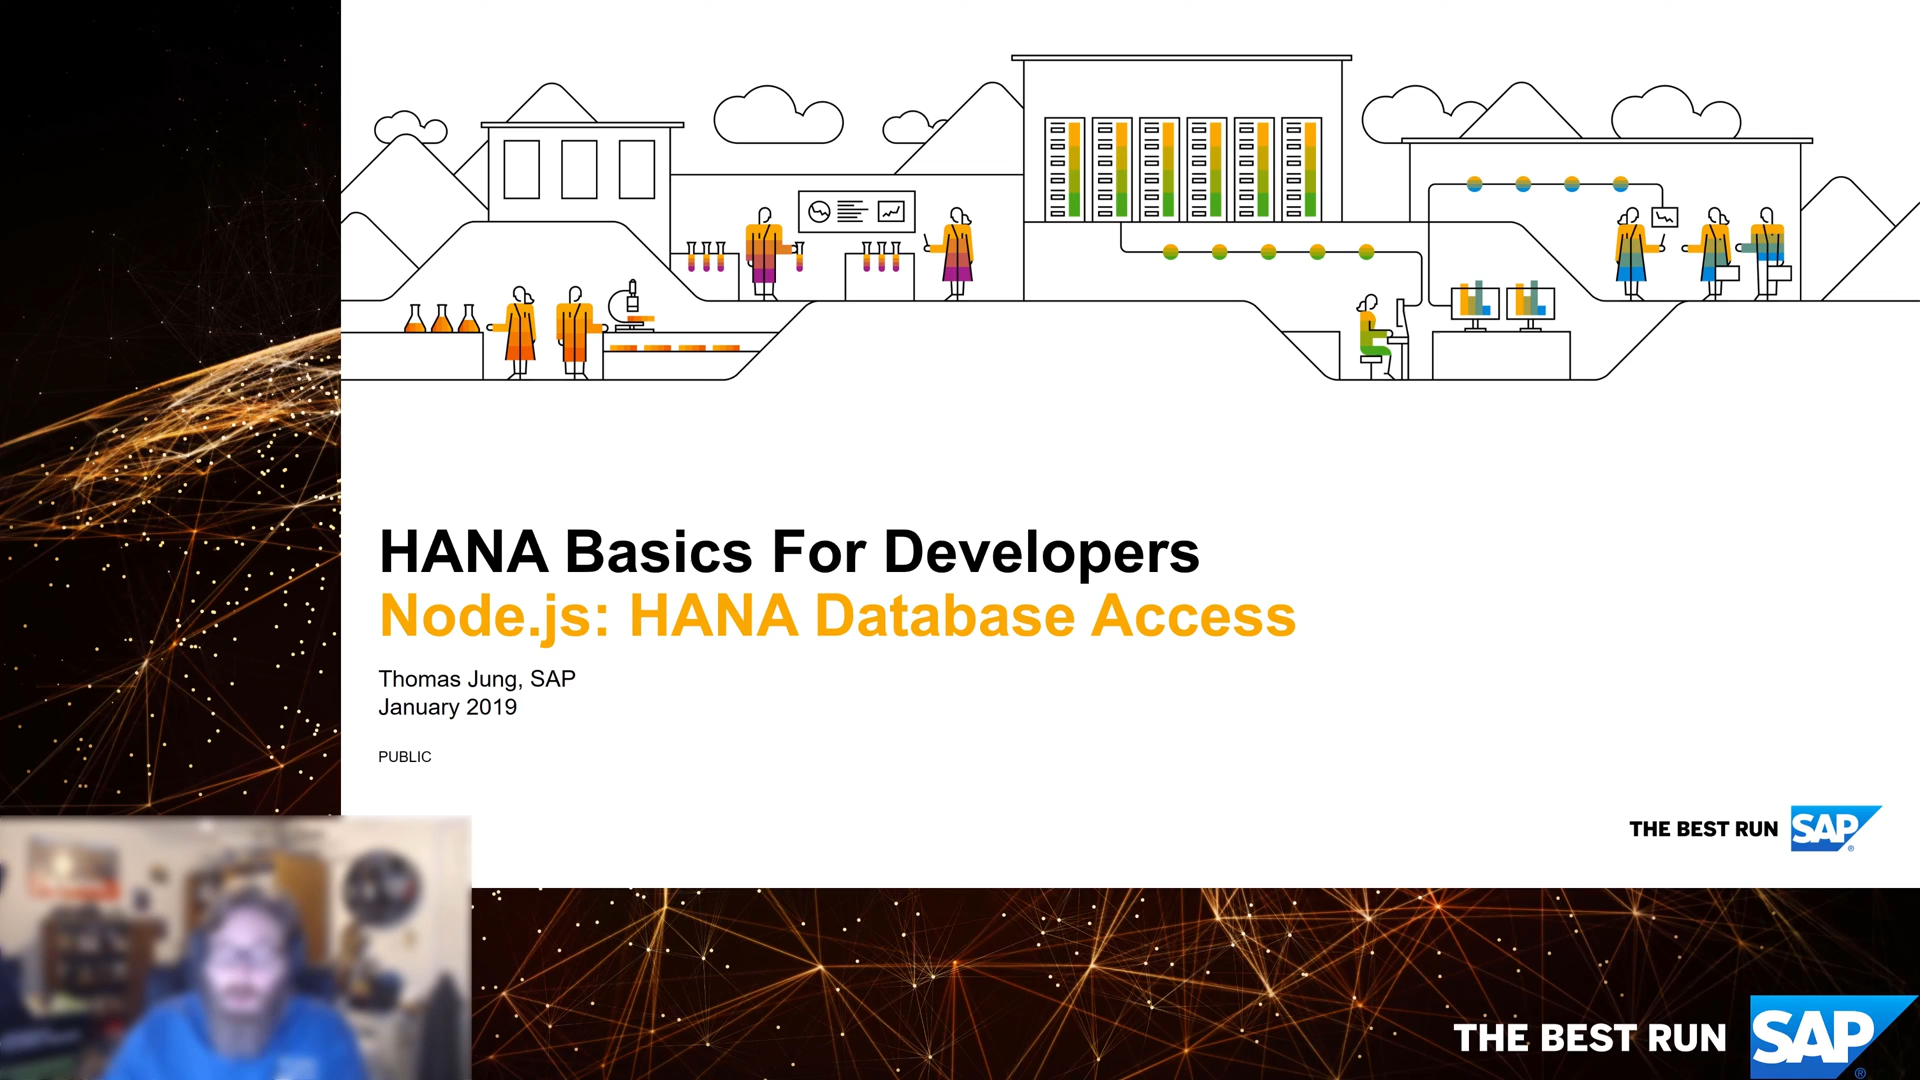 HANA Basics For Developers
Node.js: HANA Database Access
Thomas Jung, SAP
January 2019
PUBLIC
THE BEST RUN SAP®
THE BEST RUN SAP®